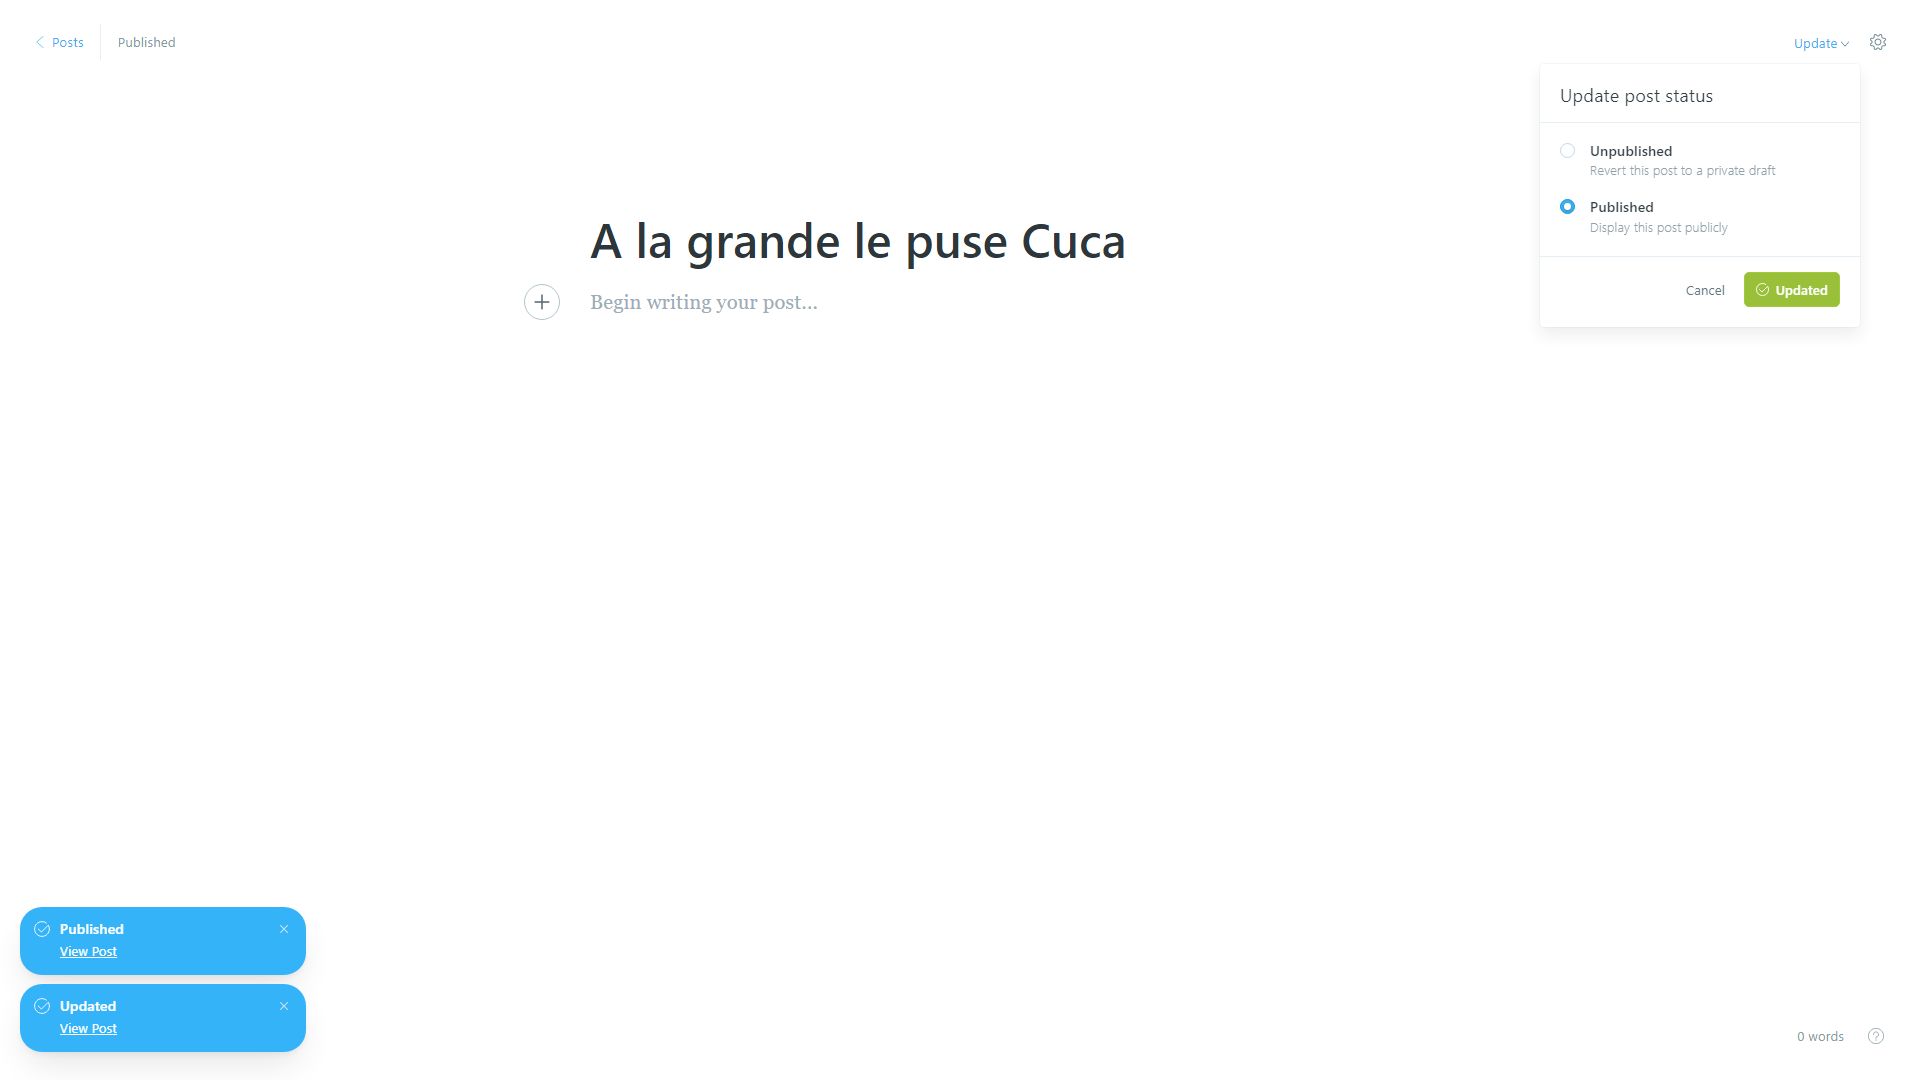 Posts
Published
Update
Update post status
Unpublished
Revert this post to a private draft
Published
Display this post publicly
Cancel
Updated
A la grande le puse Cuca
Begin writing your post...
Published
View Post
Updated
View Post
0 words
?